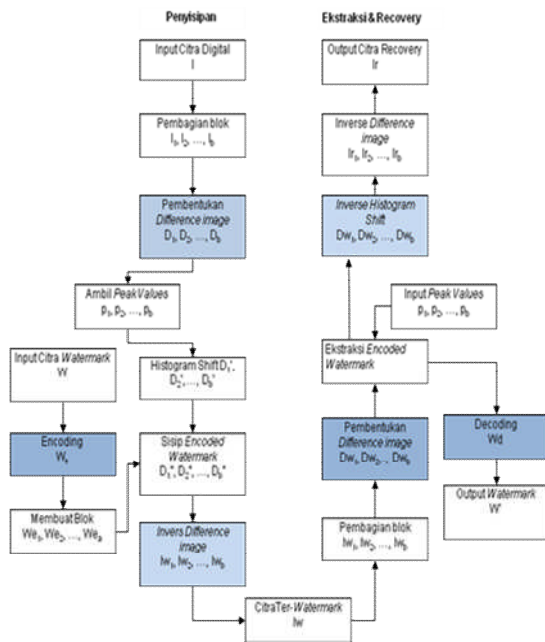 Penyisipan
Input Citra Digital
I
Pembagian blok
I₁, I₂, ..., Ib
Pembentukan
Difference image
D₁, D₂, ..., Db
Ambil Peak Values
p₁, p₂, ..., pb
Input Citra Watermark
W
Histogram Shift D₁',
D₂', ..., Db'
Encoding
Sisip Encoded
Watermark
D₁", D₂", ..., Db"
Membuat Blok
We₁, We₂, ..., Web
Invers Difference
Image
Iw₁, Iw₂, ..., Iwb
CitraTer-Watermark
Iw
Ekstraksi & Recovery
Output Citra Recovery
Ir
Inverse Difference
image
Ir₁, Ir₂, ..., Irb
Inverse Histogram
Shift
Dw₁, Dw₂, ..., Dwb
Input Peak Values
p₁, p₂, ..., pb
Ekstraksi Encoded
Watermark
Pembentukan
Difference image
Dw₁, Dw₂,.., Dwb
Decoding
Wd
Pembagian blok
Iw₁, Iw₂, ..., Iwb
Output Watermark
W'